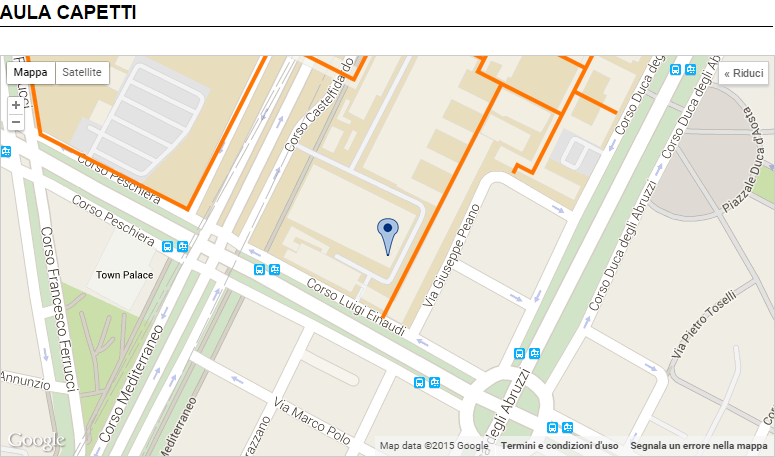 AULA CAPETTI
Mappa
Satellite
« Riduci
+
−
Ferrucci
Corso Castelfidardo
Corso Duca degli Abruzzi
Corso Duca degli Abruzzi
Piazzale Duca d'Aosta
Corso Peschiera
Corso Peschiera
Town Palace
Via Giuseppe Peano
Corso Duca degli Abruzzi
Corso Francesco Ferrucci
Corso Luigi Einaudi
Via Pietro Toselli
Corso Mediterraneo
Annunzio
Mediterraneo
Via Marco Polo
degli Abruzzi
Google
Map data ©2015 Google
Termini e condizioni d'uso
Segnala un errore nella mappa